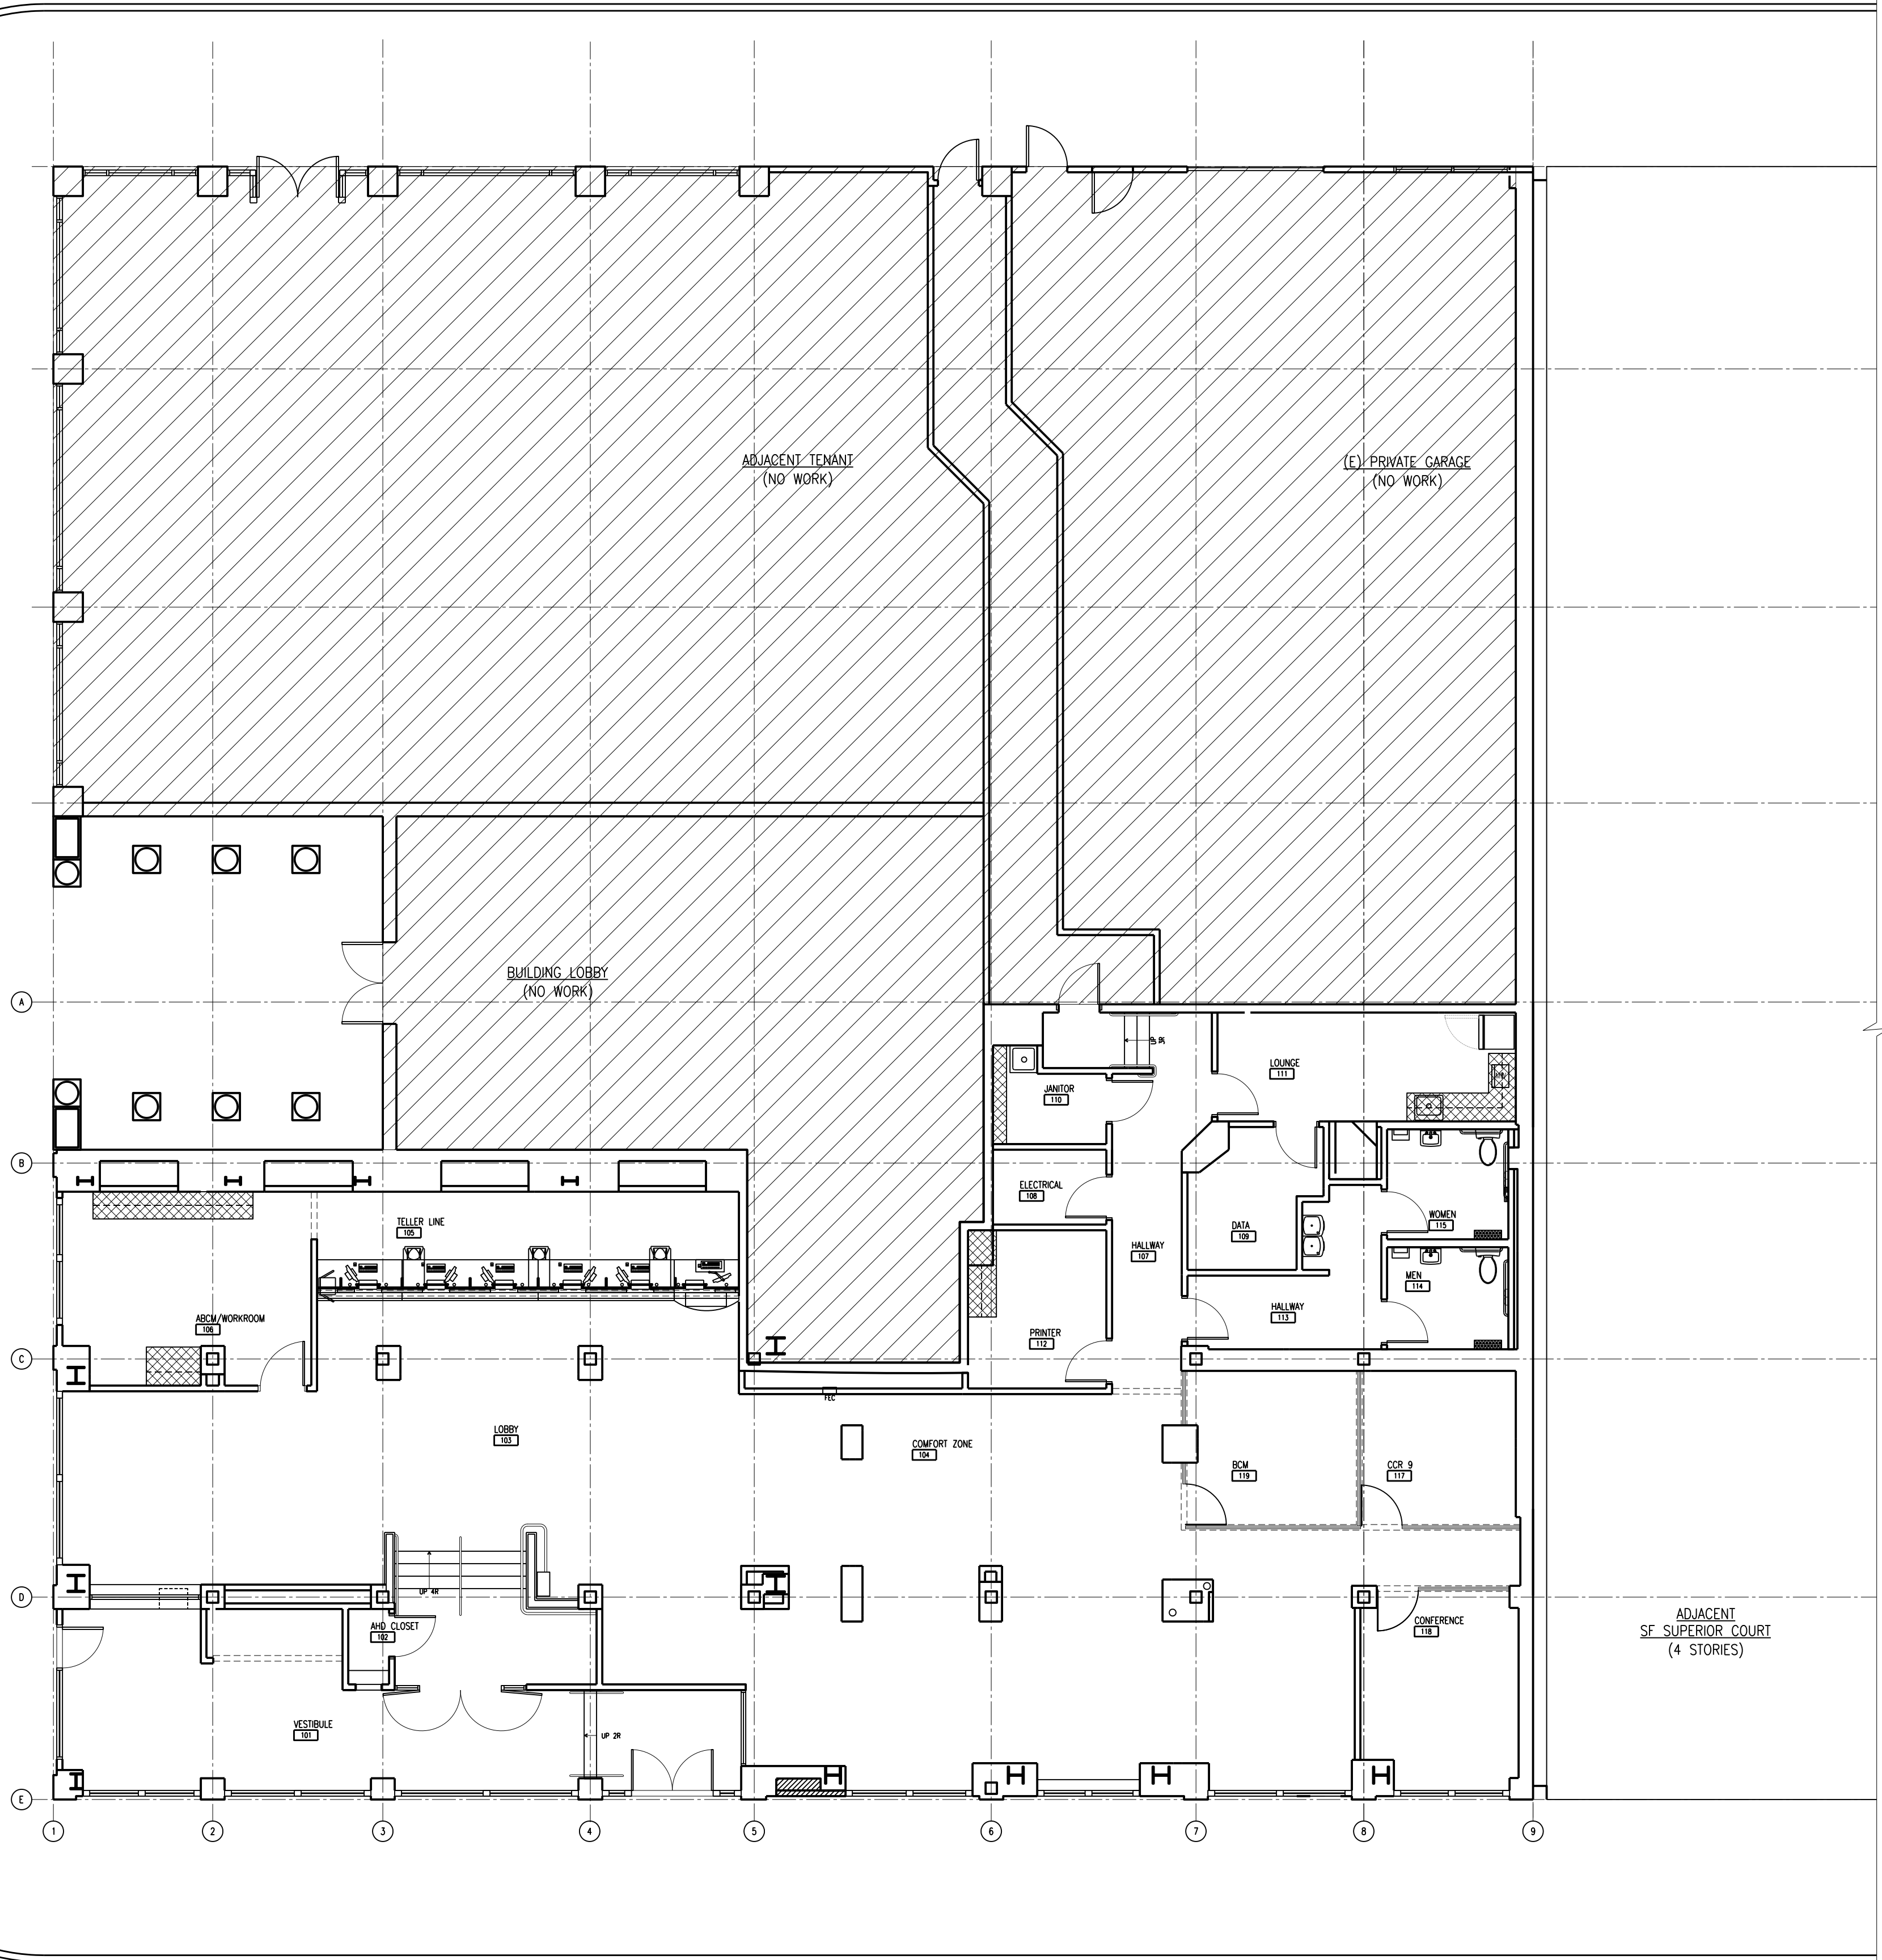 ADJACENT TENANT
(NO WORK)
(E) PRIVATE GARAGE
(NO WORK)
BUILDING LOBBY
(NO WORK)
A
UP 5R
LOUNGE
111
JANITOR
110
B
ELECTRICAL
108
TELLER LINE
105
DATA
109
WOMEN
115
HALLWAY
107
MEN
114
HALLWAY
113
ABCM/WORKROOM
106
PRINTER
112
C
FEC
LOBBY
103
COMFORT ZONE
104
BCM
119
CCR 9
117
UP 4R
D
AHD CLOSET
102
CONFERENCE
118
ADJACENT
SF SUPERIOR COURT
(4 STORIES)
VESTIBULE
101
UP 2R
E
1
2
3
4
5
6
7
8
9